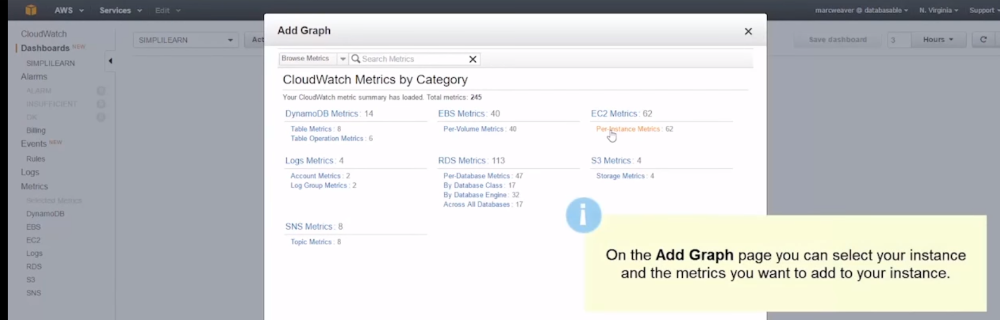 AWS Services Edit marcweaver @ databasable N. Virginia Support
CloudWatch
Dashboards NEW
SIMPLILEARN
Alarms
ALARM
INSUFFICIENT
OK
Billing
Events NEW
Rules
Logs
Metrics
Selected Metrics
DynamoDB
EBS
EC2
Logs
RDS
S3
SNS
SIMPLILEARN Act
Save dashboard 3 Hours
Add Graph
Browse Metrics Search Metrics
CloudWatch Metrics by Category
Your CloudWatch metric summary has loaded. Total metrics: 245
DynamoDB Metrics : 14
Table Metrics : 8
Table Operation Metrics : 6
EBS Metrics : 40
Per-Volume Metrics : 40
EC2 Metrics : 62
Per-Instance Metrics : 62
Logs Metrics : 4
Account Metrics : 2
Log Group Metrics : 2
RDS Metrics : 113
Per-Database Metrics : 47
By Database Class : 17
By Database Engine : 32
Across All Databases : 17
S3 Metrics : 4
Storage Metrics : 4
SNS Metrics : 8
Topic Metrics : 8
On the Add Graph page you can select your instance
and the metrics you want to add to your instance.